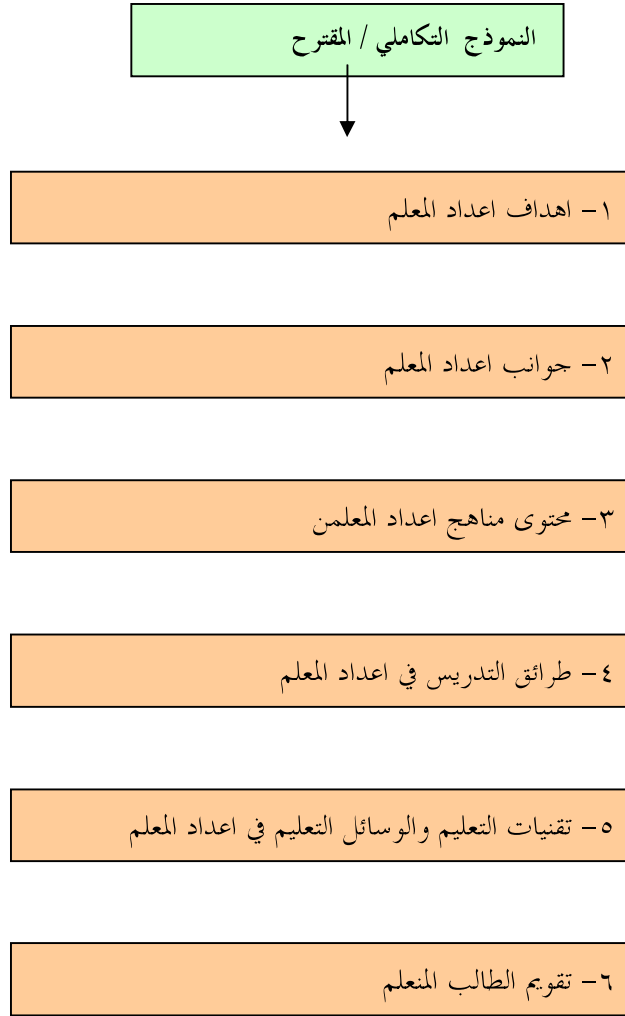 النموذج التكاملي / المقترح
١- اهداف اعداد المعلم
٢- جوانب اعداد المعلم
٣- محتوى مناهج اعداد المعلمن
٤- طرائق التدريس في اعداد المعلم
٥- تقنيات التعليم والوسائل التعليم في اعداد المعلم
٦- تقويم الطالب المنعلم